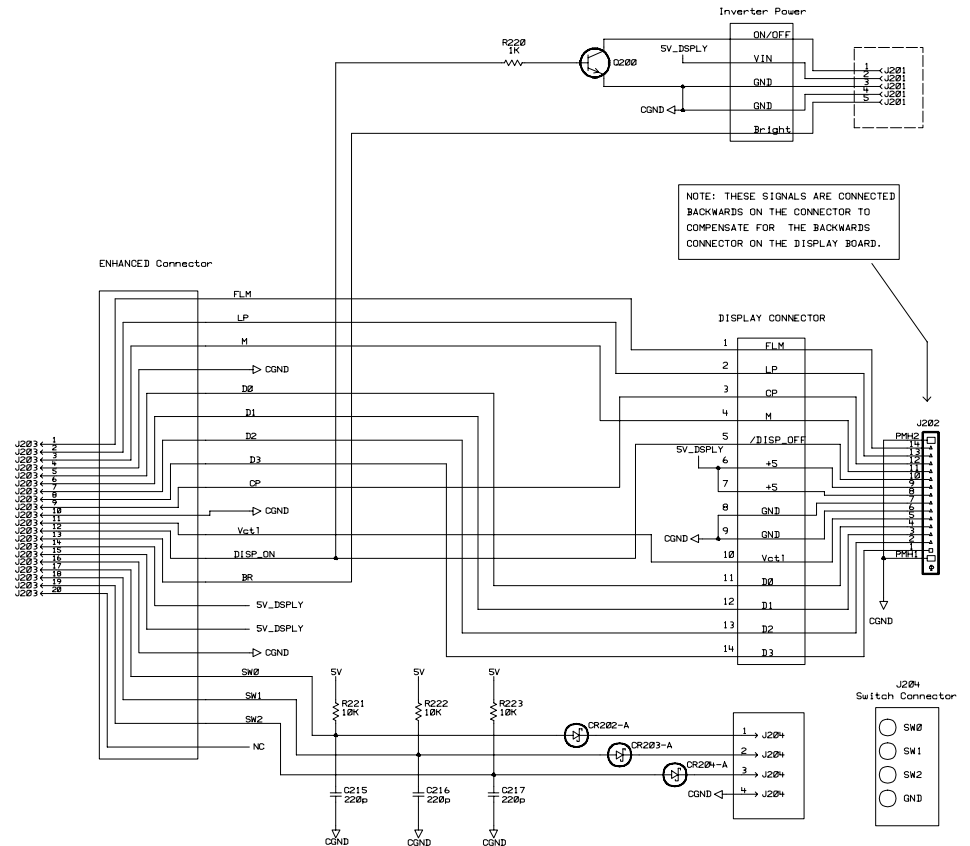 Inverter Power
R220
1K
Q200
5V_DSPLY
ON/OFF
VIN
GND
GND
Bright
CGND
1 J201
2 J201
3 J201
4 J201
5 J201
NOTE: THESE SIGNALS ARE CONNECTED
BACKWARDS ON THE CONNECTOR TO
COMPENSATE FOR THE BACKWARDS
CONNECTOR ON THE DISPLAY BOARD.
ENHANCED Connector
FLM
LP
M
CGND
D0
D1
D2
D3
CP
CGND
Vctl
DISP_ON
BR
5V_DSPLY
5V_DSPLY
CGND
SW0
SW1
SW2
NC
J203 1
J203 2
J203 3
J203 4
J203 5
J203 6
J203 7
J203 8
J203 9
J203 10
J203 11
J203 12
J203 13
J203 14
J203 15
J203 16
J203 17
J203 18
J203 19
J203 20
DISPLAY CONNECTOR
1 FLM
2 LP
3 CP
4 M
5 /DISP_OFF
5V_DSPLY
6 +5
7 +5
8 GND
CGND
9 GND
10 Vctl
11 D0
12 D1
13 D2
14 D3
J202
PMH2
14
13
12
11
10
9
8
7
6
5
4
3
2
1
PMH1
CGND
5V
R221
10K
5V
R222
10K
5V
R223
10K
CR202-A
CR203-A
CR204-A
C215
220p
C216
220p
C217
220p
CGND
CGND
CGND
1 J204
2 J204
3 J204
CGND 4 J204
J204
Switch Connector
SW0
SW1
SW2
GND